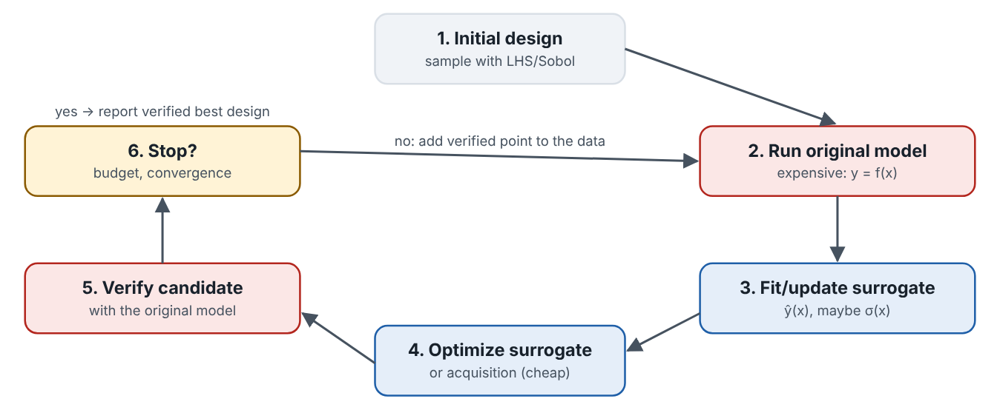 1. Initial design
sample with LHS/Sobol
yes → report verified best design
6. Stop?
budget, convergence
no: add verified point to the data
2. Run original model
expensive: y = f(x)
5. Verify candidate
with the original model
3. Fit/update surrogate
ŷ(x), maybe σ(x)
4. Optimize surrogate
or acquisition (cheap)